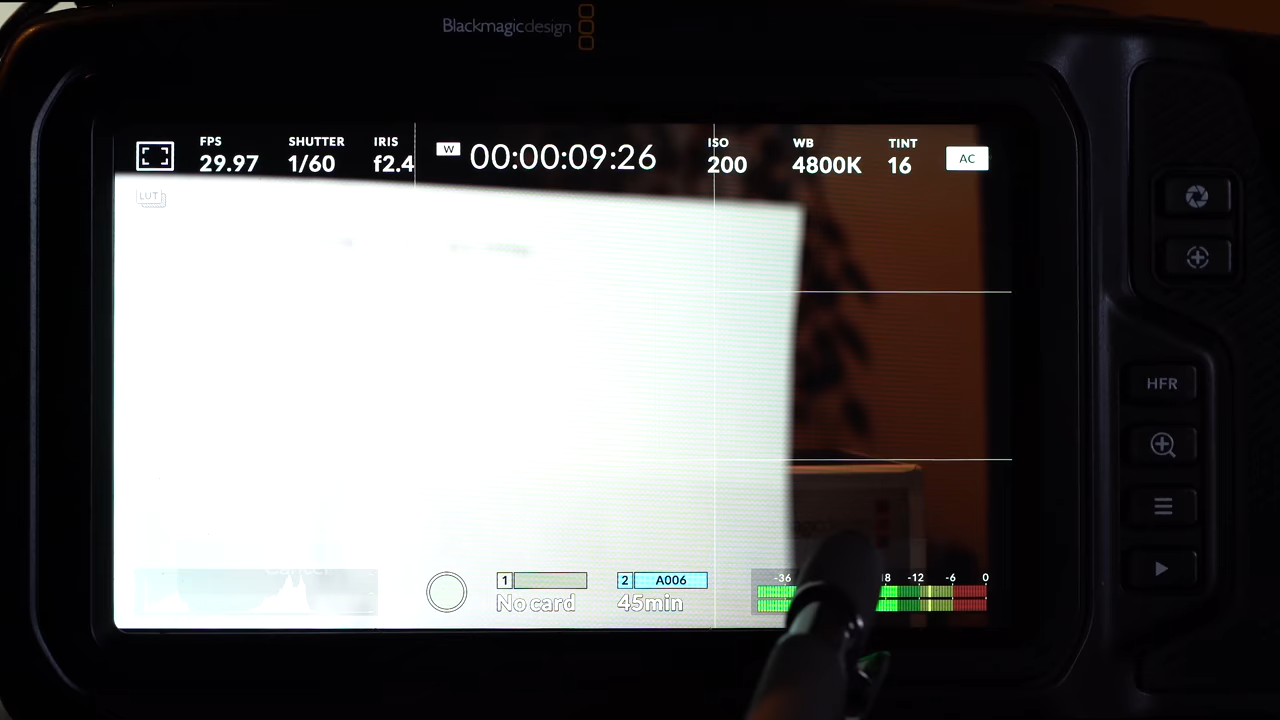 Blackmagicdesign
FPS SHUTTER IRIS
29.97 1/60 f2.4
W 00:00:09:26
ISO WB TINT
200 4800K 16
AC
LUT
HFR
1
No card
2 A006
45min
-36 18 -12 -6 0